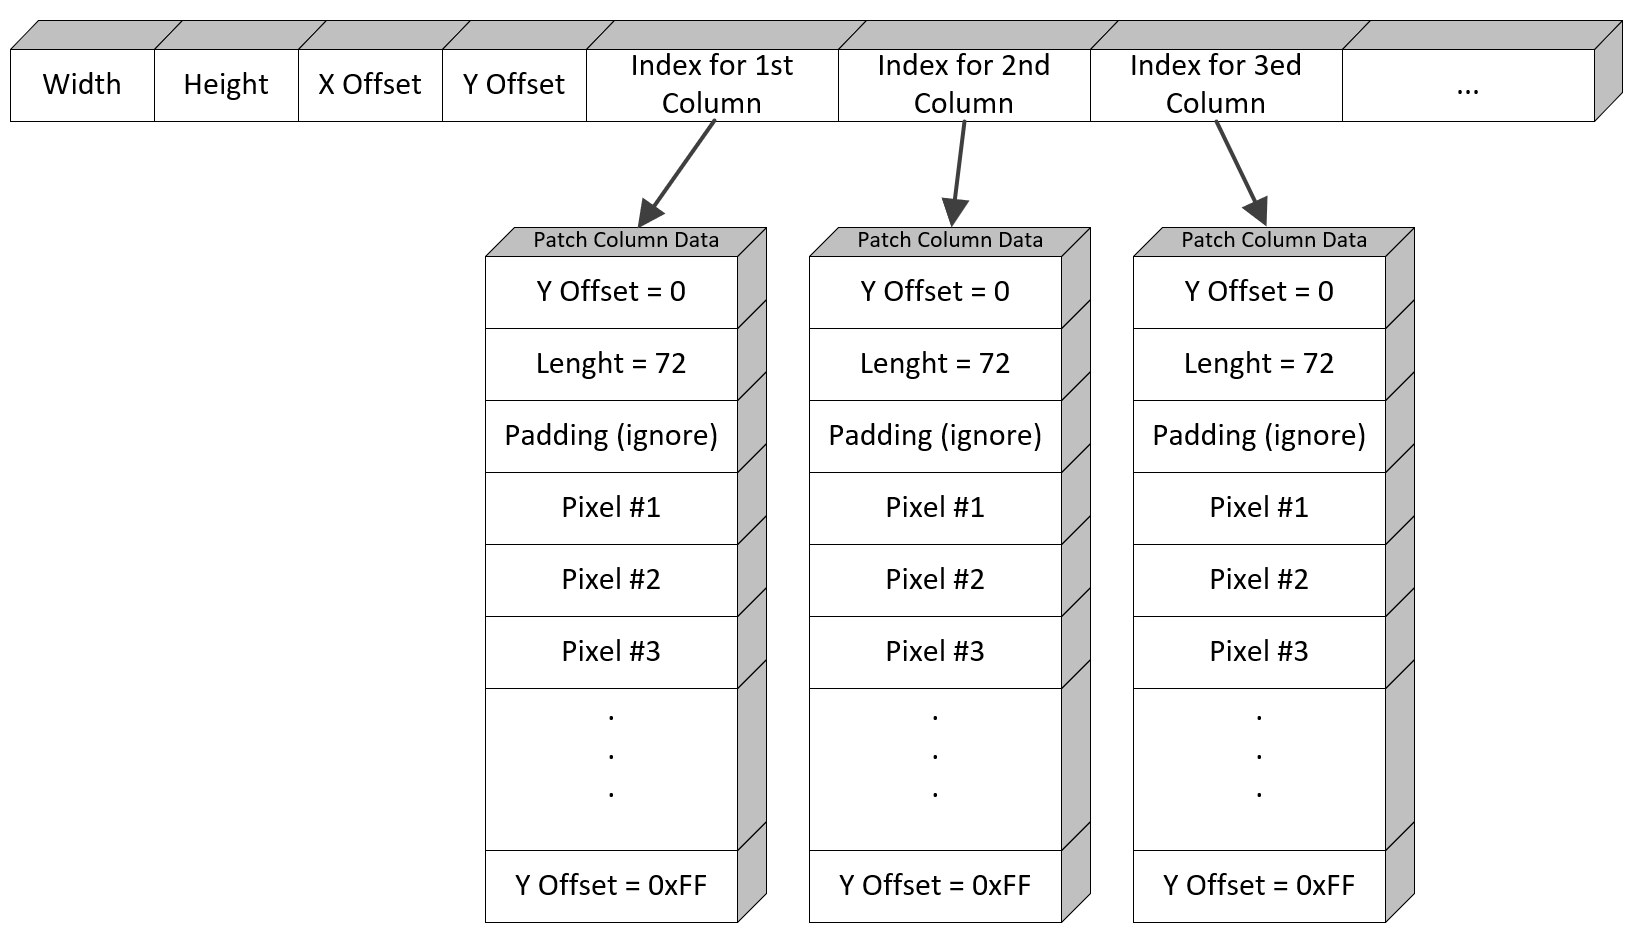 Width
Height
X Offset
Y Offset
Index for 1st
Column
Index for 2nd
Column
Index for 3ed
Column
...
Patch Column Data
Y Offset = 0
Lenght = 72
Padding (ignore)
Pixel #1
Pixel #2
Pixel #3
.
.
.
Y Offset = 0xFF
Patch Column Data
Y Offset = 0
Lenght = 72
Padding (ignore)
Pixel #1
Pixel #2
Pixel #3
.
.
.
Y Offset = 0xFF
Patch Column Data
Y Offset = 0
Lenght = 72
Padding (ignore)
Pixel #1
Pixel #2
Pixel #3
.
.
.
Y Offset = 0xFF